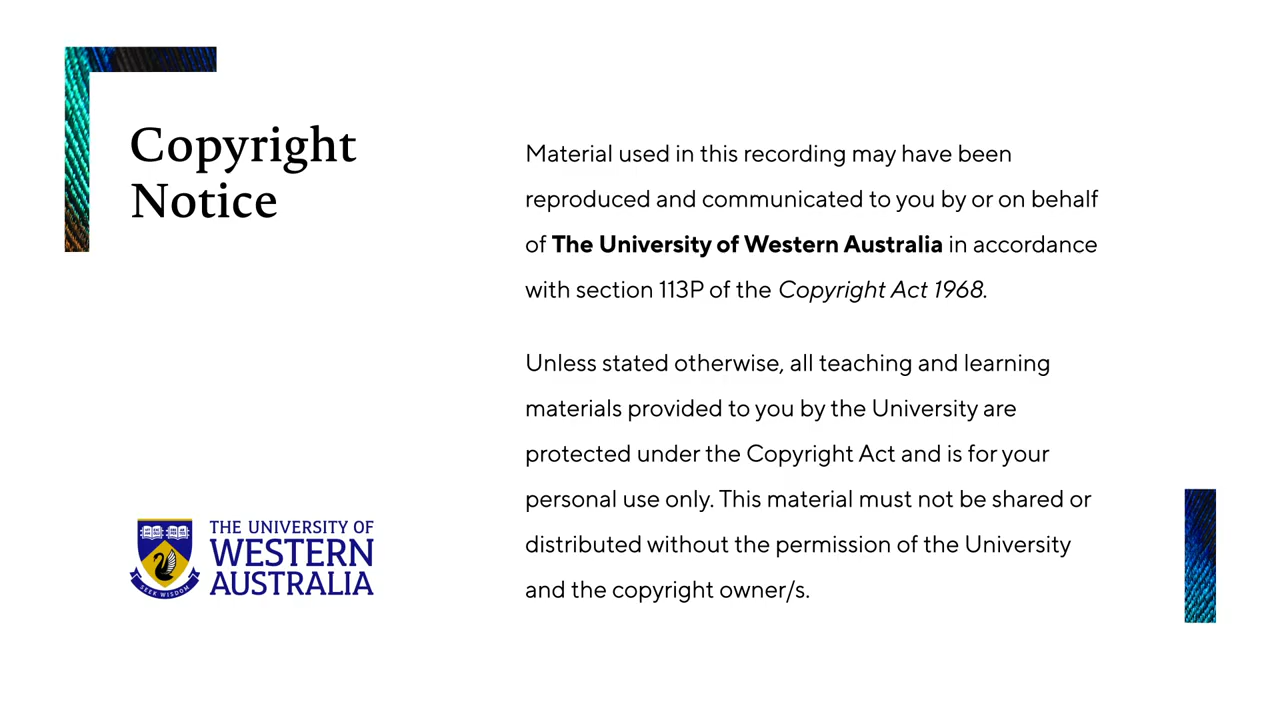 Copyright
Notice
Material used in this recording may have been
reproduced and communicated to you by or on behalf
of The University of Western Australia in accordance
with section 113P of the Copyright Act 1968.
Unless stated otherwise, all teaching and learning
materials provided to you by the University are
protected under the Copyright Act and is for your
personal use only. This material must not be shared or
distributed without the permission of the University
and the copyright owner/s.
THE UNIVERSITY OF
WESTERN
AUSTRALIA
SEEK WISDOM